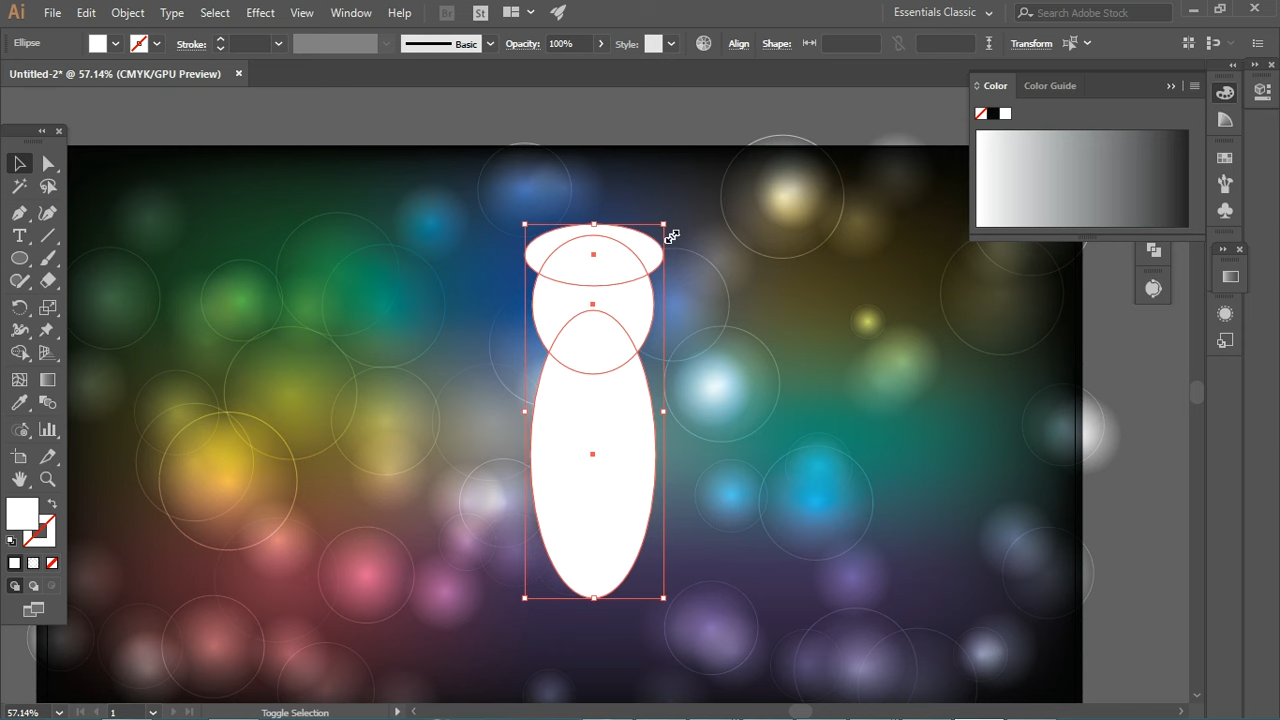 Ai File Edit Object Type Select Effect View Window Help Br St Essentials Classic Search Adobe Stock
Ellipse Stroke: Basic Opacity: 100% Style: Align Shape: Transform
Untitled-2* @ 57.14% (CMYK/GPU Preview) ×
Color Color Guide
57.14% 1 Toggle Selection